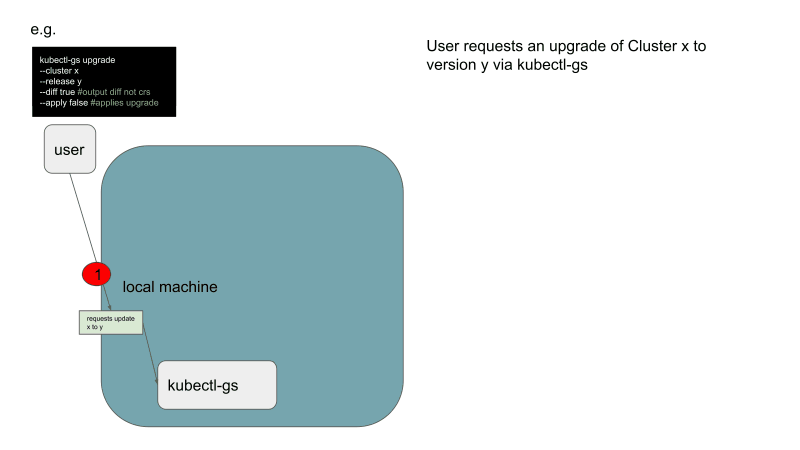 e.g.
kubectl-gs upgrade
--cluster x
--release y
--diff true #output diff not crs
--apply false #applies upgrade
User requests an upgrade of Cluster x to
version y via kubectl-gs
user
1
local machine
requests update
x to y
kubectl-gs